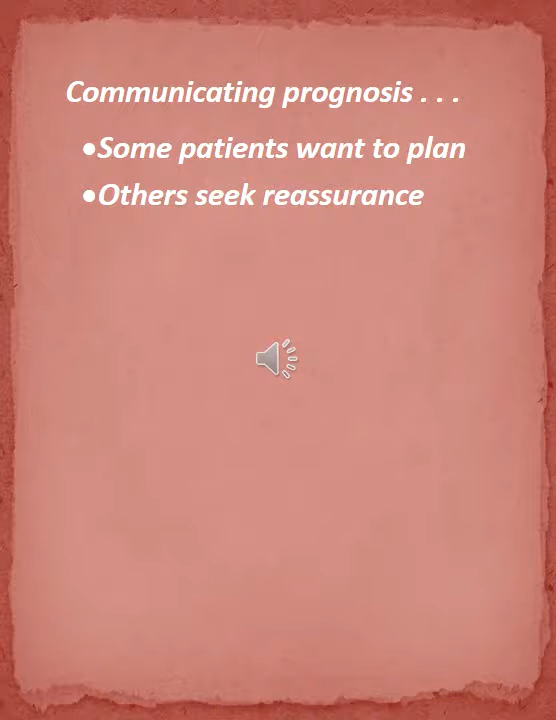 Communicating prognosis . . .
•Some patients want to plan
•Others seek reassurance